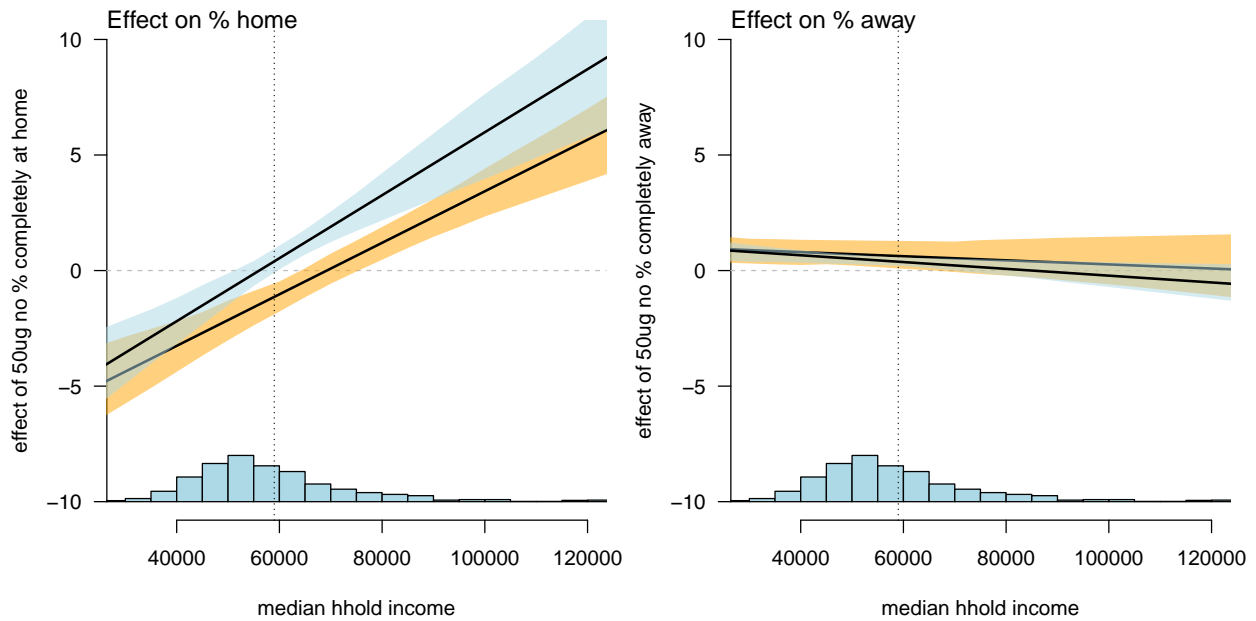 Effect on % home
effect of 50ug no % completely at home
10
5
0
−5
−10
40000 60000 80000 100000 120000
median hhold income
Effect on % away
effect of 50ug no % completely away
10
5
0
−5
−10
40000 60000 80000 100000 120000
median hhold income